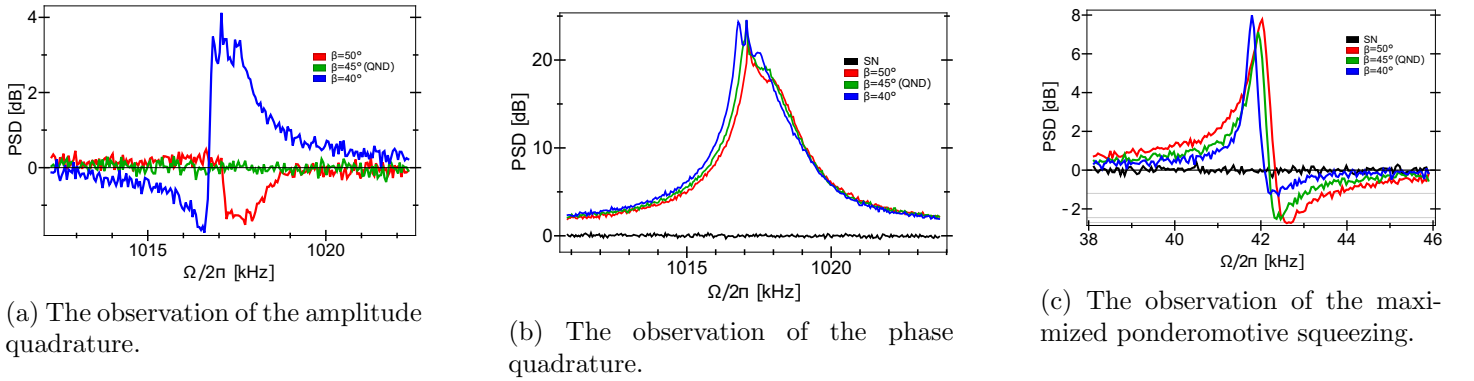 4
2
0
PSD [dB]
β=50°
β=45° (QND)
β=40°
1015
1020
Ω/2π [kHz]
(a) The observation of the amplitude
quadrature.
20
10
0
PSD [dB]
SN
β=50°
β=45° (QND)
β=40°
1015
1020
Ω/2π [kHz]
(b) The observation of the phase
quadrature.
8
6
4
2
0
-2
PSD [dB]
SN
β=50°
β=45° (QND)
β=40°
38
40
42
44
46
Ω/2π [kHz]
(c) The observation of the maxi-
mized ponderomotive squeezing.